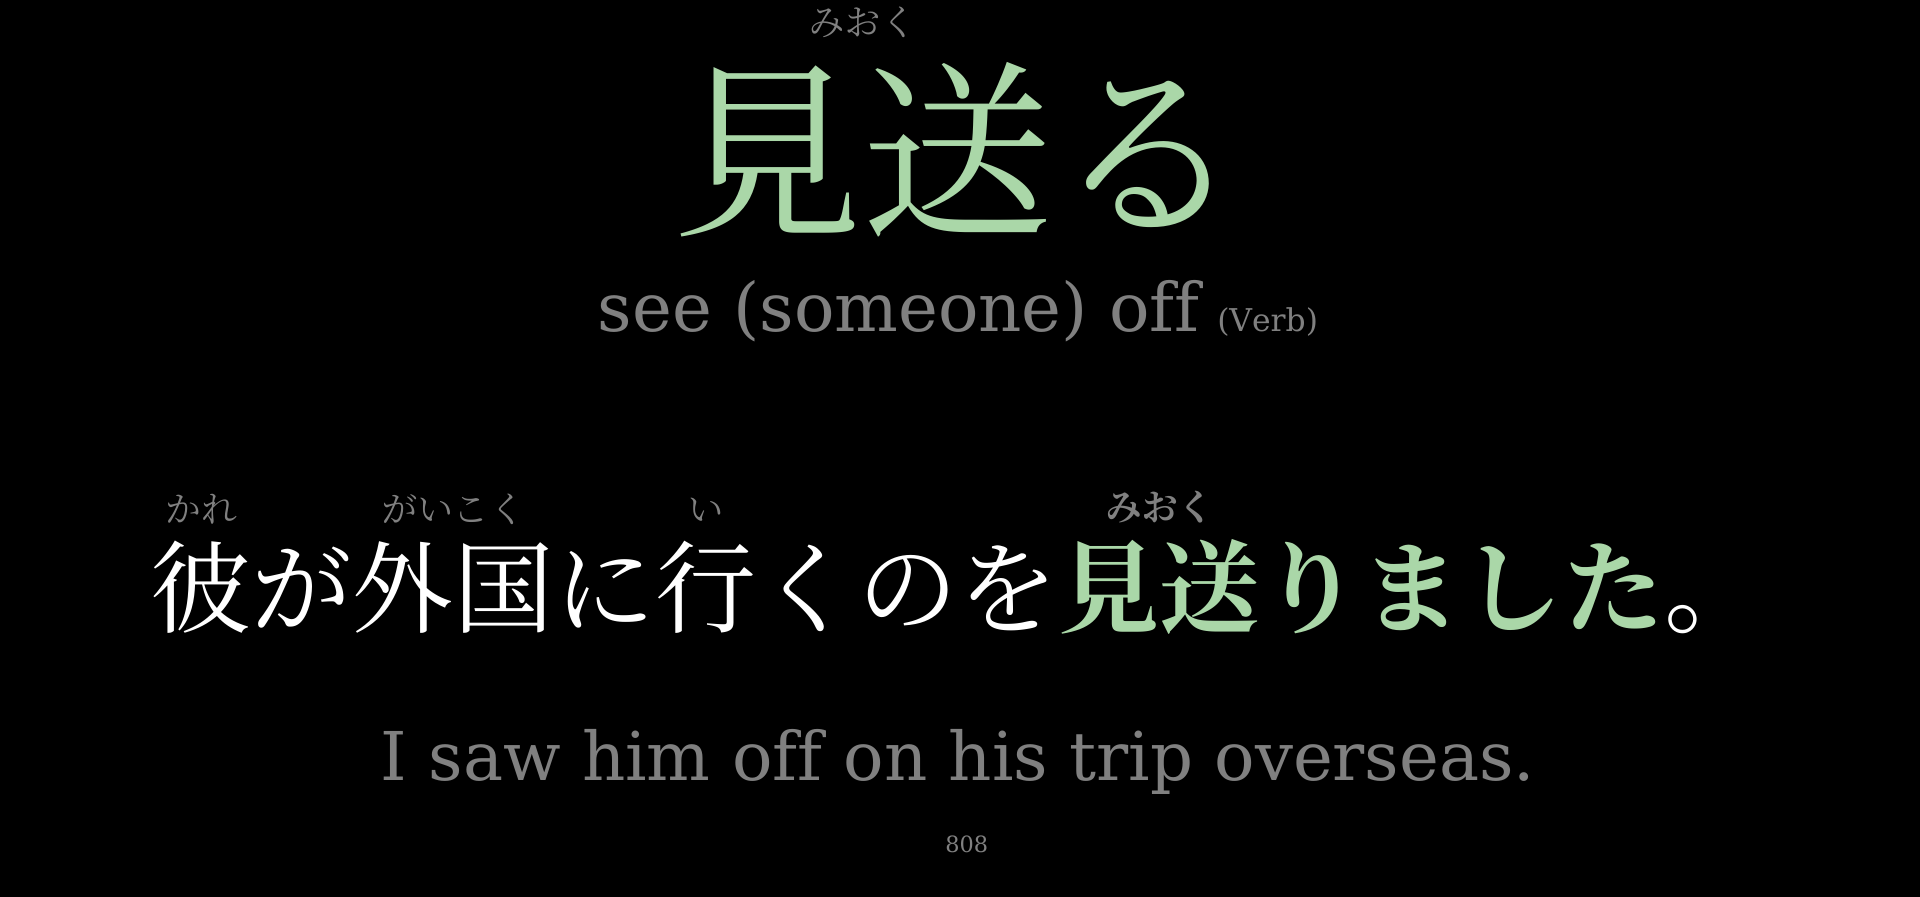 みおく
見送る
see (someone) off (Verb)
かれ がいこく い みおく
彼が外国に行くのを見送りました。
I saw him off on his trip overseas.
808